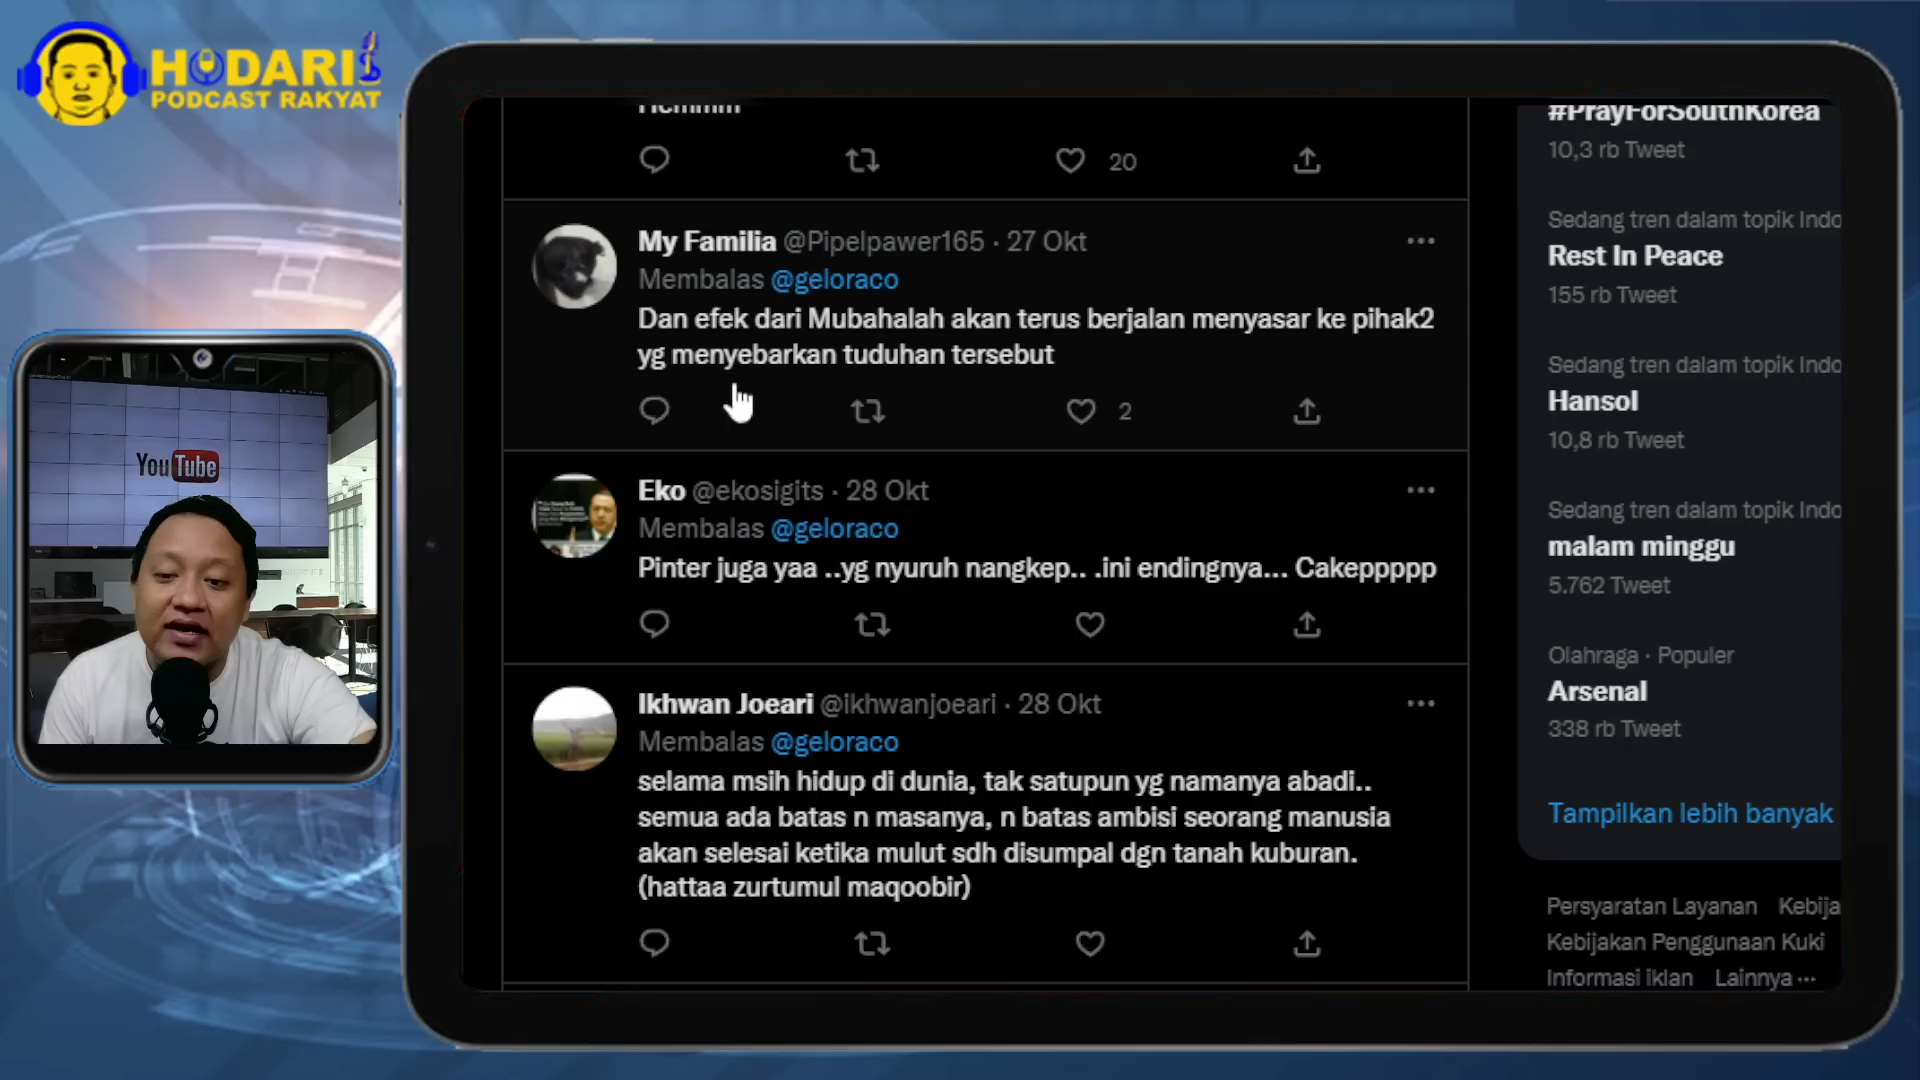 HODARI
PODCAST RAKYAT
YouTube
Hemmm
20
My Familia @Pipelpawer165 · 27 Okt
Membalas @geloraco
Dan efek dari Mubahalah akan terus berjalan menyasar ke pihak2
yg menyebarkan tuduhan tersebut
2
Eko @ekosigits · 28 Okt
Membalas @geloraco
Pinter juga yaa ..yg nyuruh nangkep.. .ini endingnya... Cakeppppp
Ikhwan Joeari @ikhwanjoeari · 28 Okt
Membalas @geloraco
selama msih hidup di dunia, tak satupun yg namanya abadi..
semua ada batas n masanya, n batas ambisi seorang manusia
akan selesai ketika mulut sdh disumpal dgn tanah kuburan.
(hattaa zurtumul maqoobir)
#PrayForSouthKorea
10,3 rb Tweet
Sedang tren dalam topik Indo
Rest In Peace
155 rb Tweet
Sedang tren dalam topik Indo
Hansol
10,8 rb Tweet
Sedang tren dalam topik Indo
malam minggu
5.762 Tweet
Olahraga · Populer
Arsenal
338 rb Tweet
Tampilkan lebih banyak
Persyaratan Layanan Kebija
Kebijakan Penggunaan Kuki
Informasi iklan Lainnya ···